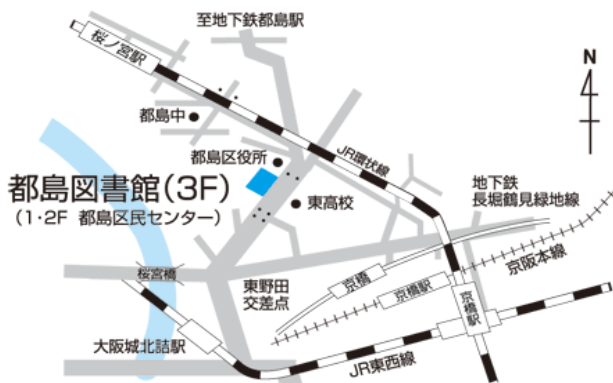 至地下鉄都島駅
桜ノ宮駅
N
都島中
JR環状線
都島区役所
都島図書館(3F)
(1・2F 都島区民センター)
東高校
地下鉄
長堀鶴見緑地線
京阪本線
桜宮橋
東野田
交差点
京橋
京橋駅
京橋駅
大阪城北詰駅
JR東西線